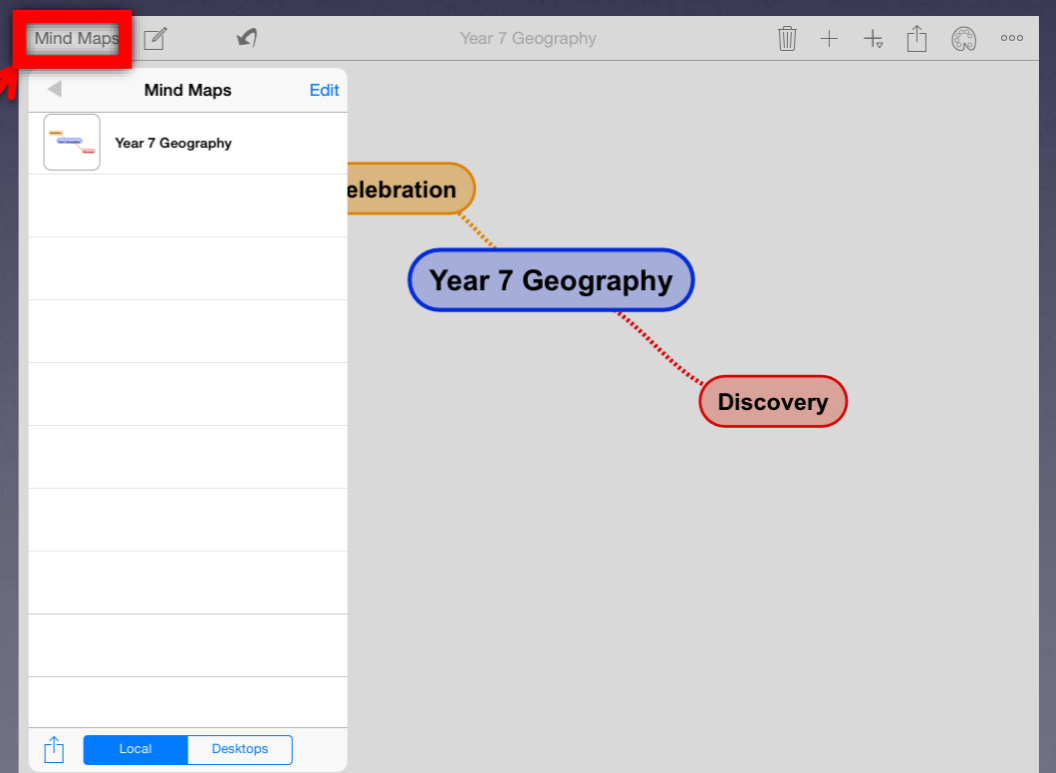 Mind Maps
Year 7 Geography
Mind Maps
Edit
Year 7 Geography
elebration
Year 7 Geography
Discovery
Local
Desktops